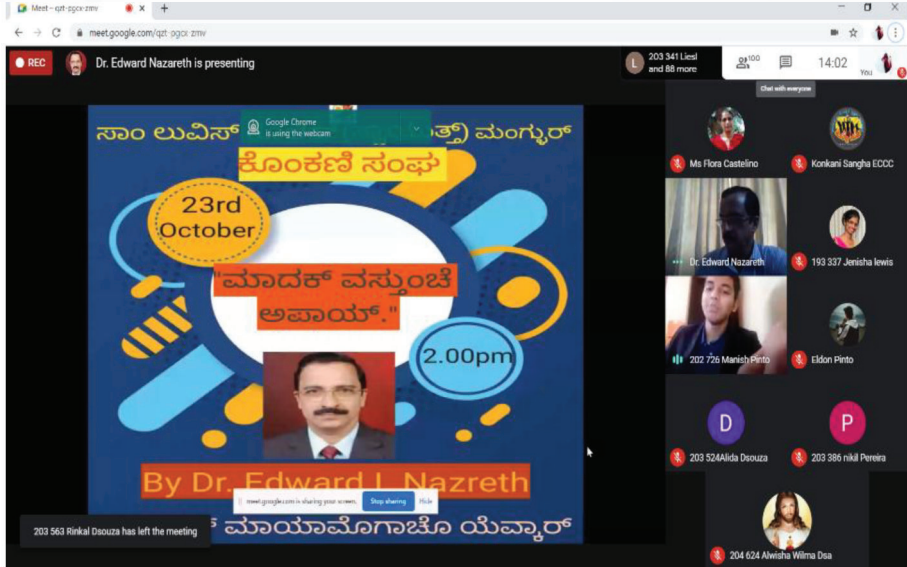 Meet - qzt-pgcx-zmv
meet.google.com/qzt-pgcx-zmv
REC
Dr. Edward Nazareth is presenting
L
203 341 Liesl
and 88 more
100
14:02
You
Chat with everyone
ಸಾಂ ಲುವಿಸ್
ತ್ತ್) ಮಂಗ್ಳುರ್
Google Chrome
is using the webcam
ಕೊಂಕಣಿ ಸಂಘ
23rd
October
"ಮಾದಕ್ ವಸ್ತುಂಚೆ
ಅಪಾಯ್."
2.00pm
By Dr. Edward L Nazreth
meet.google.com is sharing your screen.
Stop sharing
Hide
ಮಾಯಾಮೊಗಾಚೊ ಯೆವ್ಕಾರ್
203 563 Rinkal Dsouza has left the meeting
Ms Flora Castelino
Konkani Sangha ECCC
Dr. Edward Nazareth
193 337 Jenisha lewis
202 726 Manish Pinto
Eldon Pinto
D
P
203 524Alida Dsouza
203 386 nikil Pereira
204 624 Alwisha Wilma Dsa